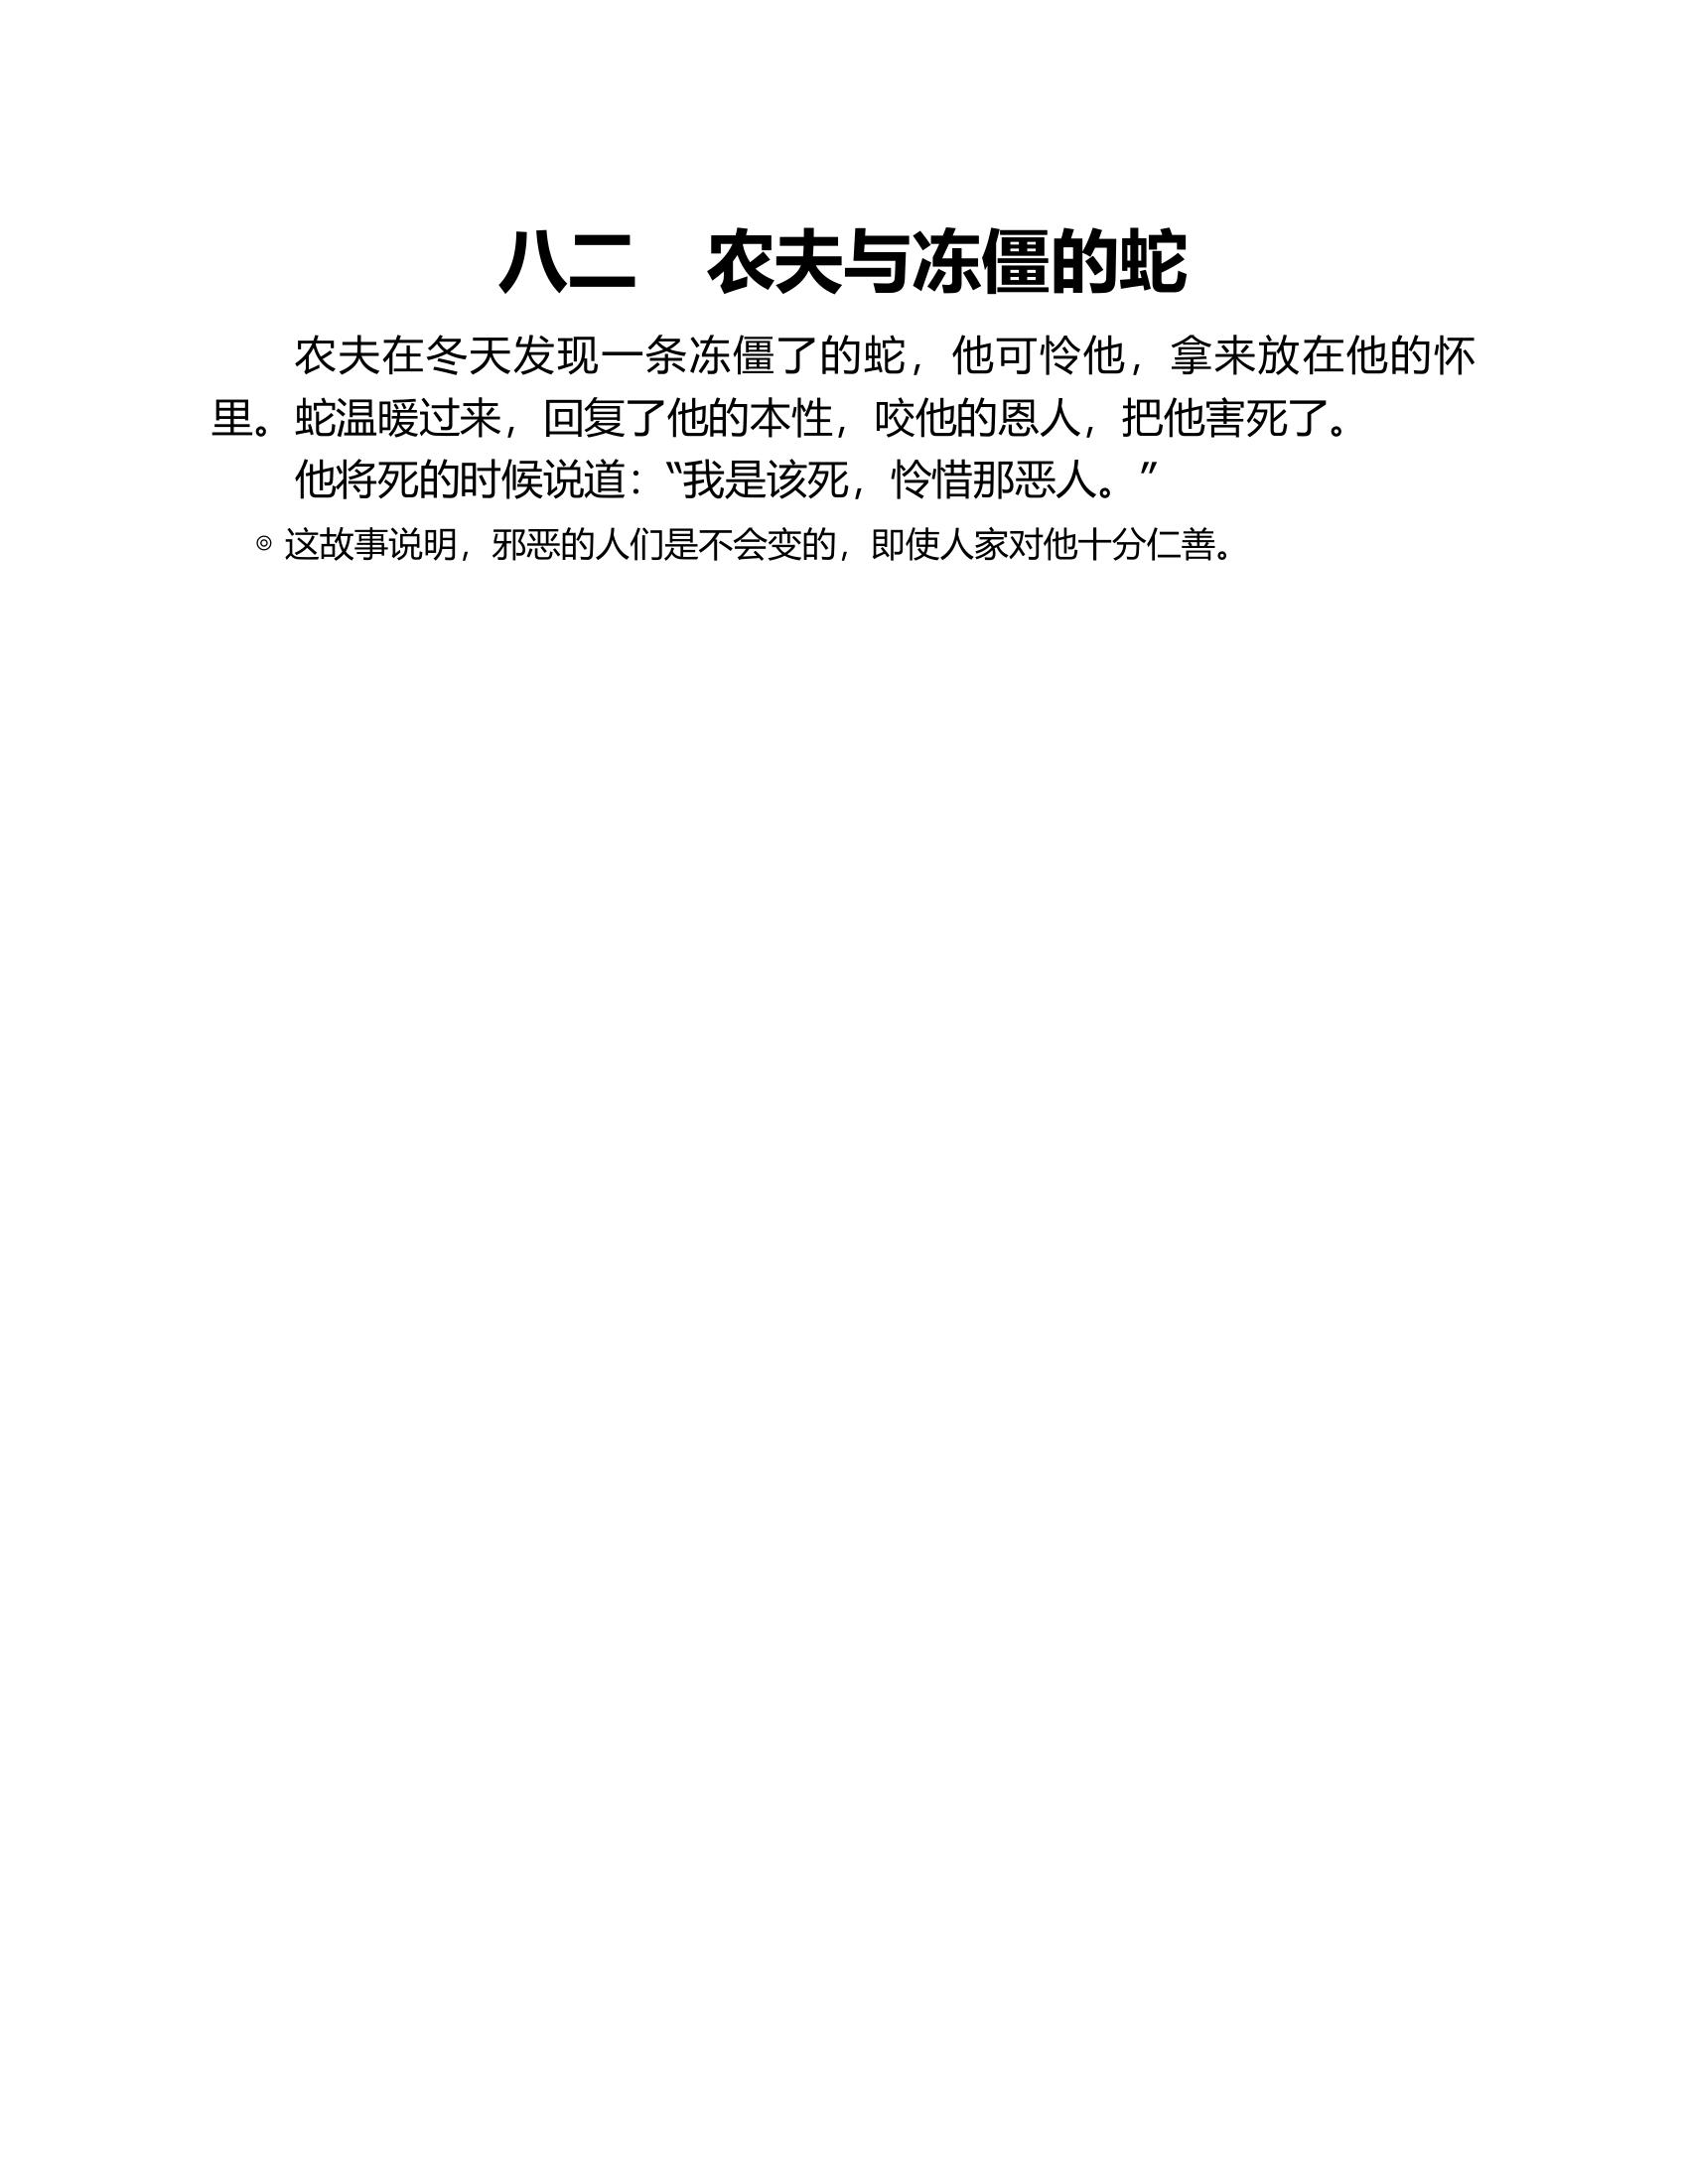 八二　农夫与冻僵的蛇
农夫在冬天发现一条冻僵了的蛇，他可怜他，拿来放在他的怀
里。蛇温暖过来，回复了他的本性，咬他的恩人，把他害死了。
他将死的时候说道：“我是该死，怜惜那恶人。”
◎ 这故事说明，邪恶的人们是不会变的，即使人家对他十分仁善。